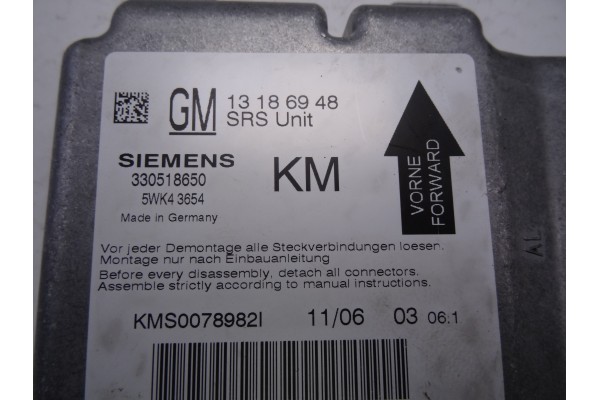 GM 13 18 69 48
SRS Unit
SIEMENS
330518650
5WK4 3654
Made in Germany
KM
VORNE
FORWARD
Vor jeder Demontage alle Steckverbindungen loesen.
Montage nur nach Einbauanleitung
Before every disassembly, detach all connectors.
Assemble strictly according to manual instructions.
KMS0078982I 11/06 03 06:1